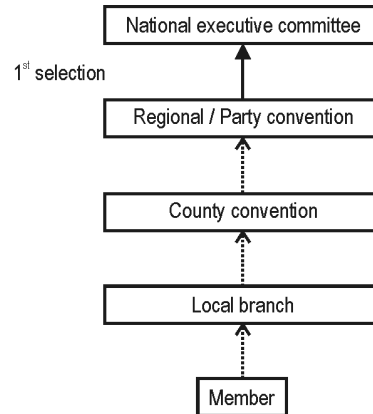 National executive committee
1st selection
Regional / Party convention
County convention
Local branch
Member